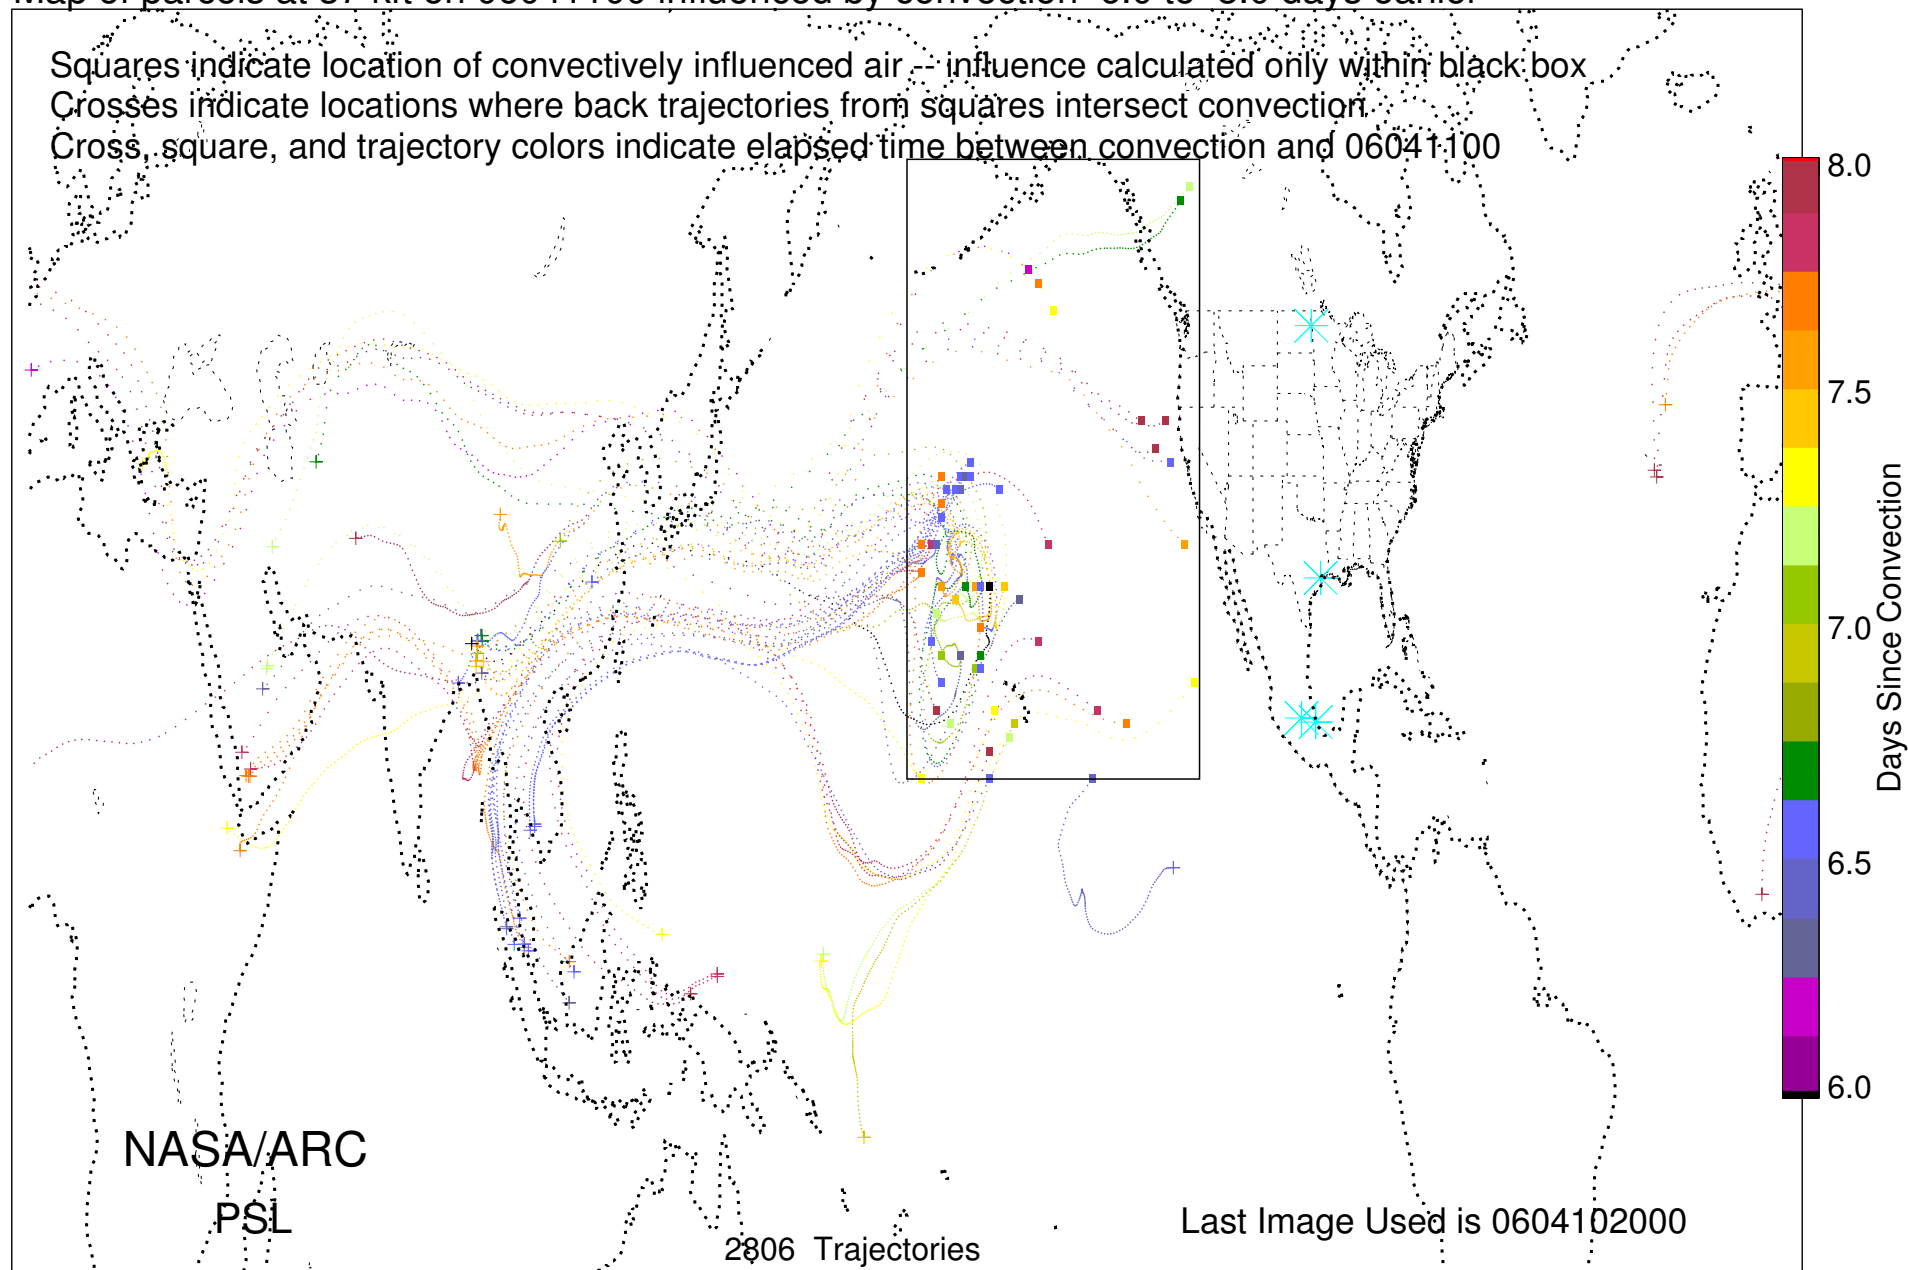 Squares indicate location of convectively influenced air -- influence calculated only within black box
Crosses indicate locations where back trajectories from squares intersect convection
Cross, square, and trajectory colors indicate elapsed time between convection and 06041100
8.0
7.5
7.0
6.5
6.0
Days Since Convection
NASA/ARC
PSL
2806 Trajectories
Last Image Used is 0604102000